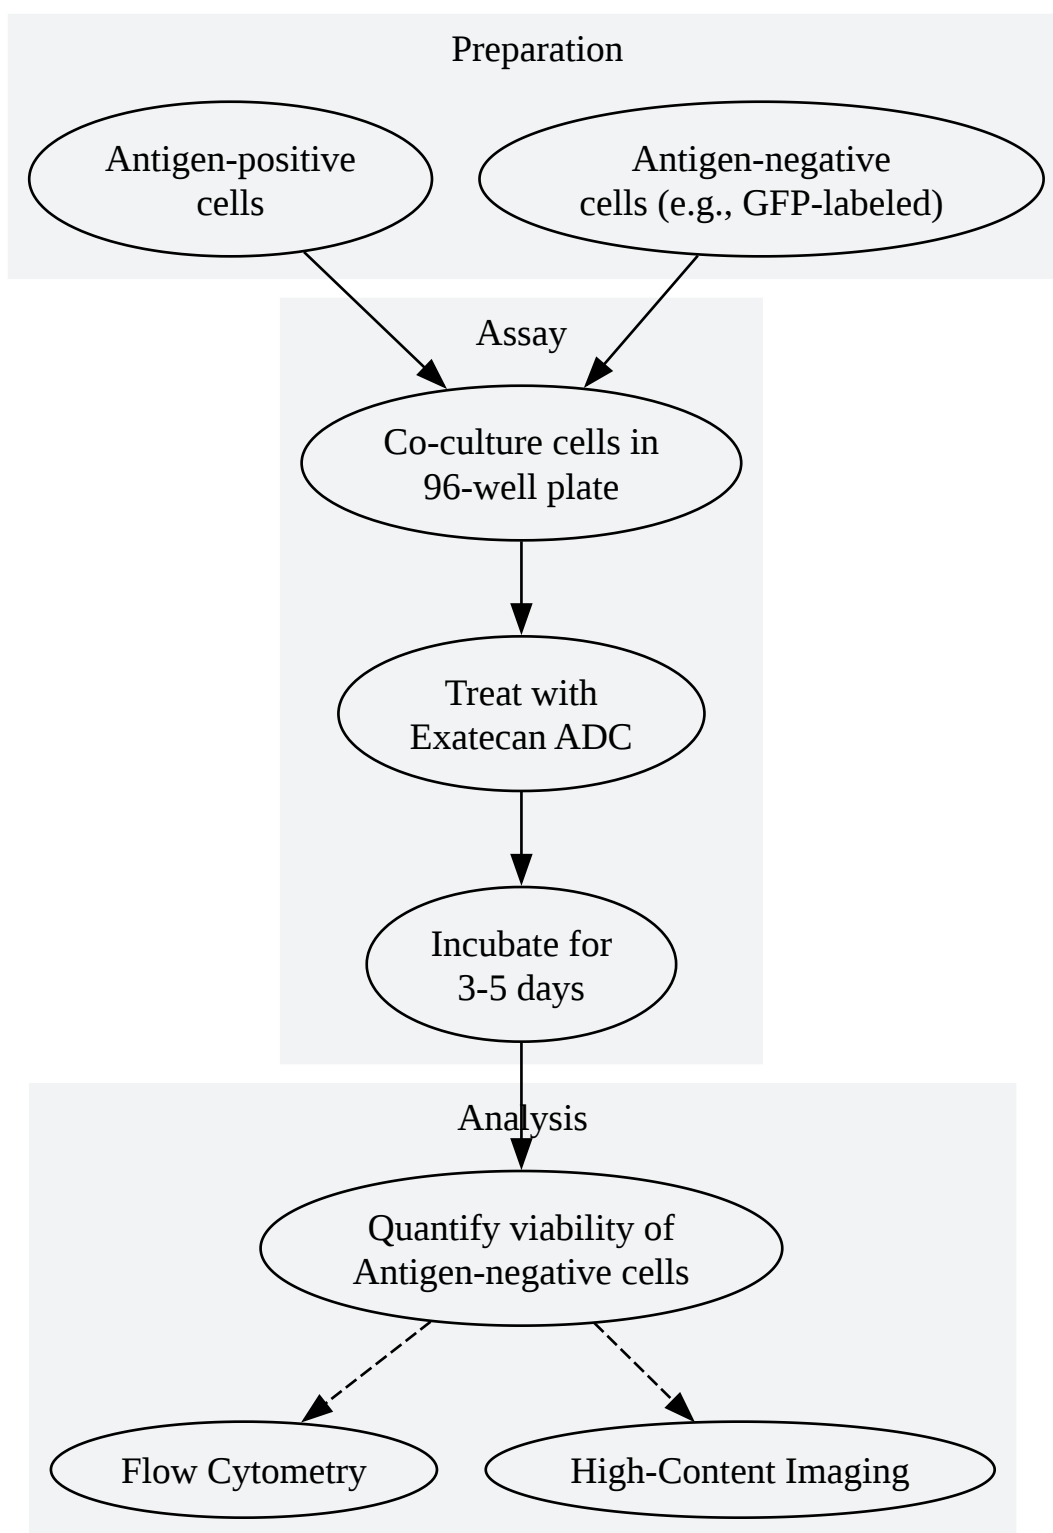 Preparation
Antigen-positive
cells
Antigen-negative
cells (e.g., GFP-labeled)
Assay
Co-culture cells in
96-well plate
Treat with
Exatecan ADC
Incubate for
3-5 days
Analysis
Quantify viability of
Antigen-negative cells
Flow Cytometry
High-Content Imaging